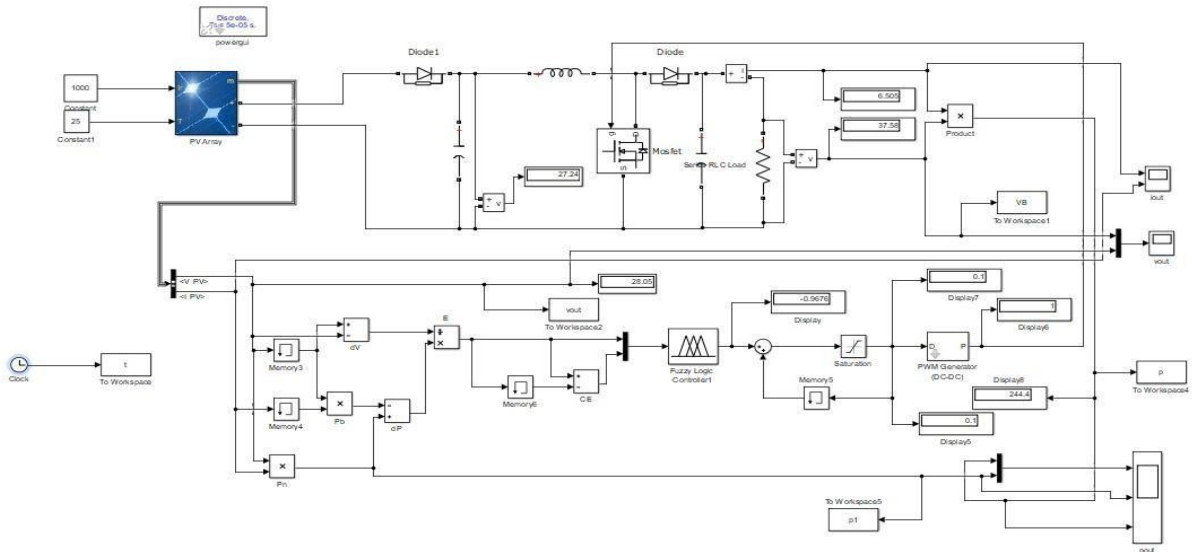 Discrete,
5e-05 s.
powergui
Diode1
Diode
1000
Constant
25
Constant1
m
+
-
T
PV Array
g
D
S
Mosfet
RLC Load
+
-
v
27.24
+
-
i
6.505
37.58
+
-
v
×
Product
VB
To Workspace1
iout
vout
<V_PV>
<I_PV>
28.05
vout
To Workspace2
0.1
Display7
1
Display6
-0.9676
Display
E
÷
×
+
-
dV
Memory3
Fuzzy Logic
Controller1
Saturation
D
P
PWM Generator
(DC-DC)
Clock
t
To Workspace
Memory4
×
Pb
-
+
dP
Memory6
+
-
CE
Memory5
Display8
244.4
p
To Workspace4
0.1
Display5
×
Pn
To Workspace5
p1
pout